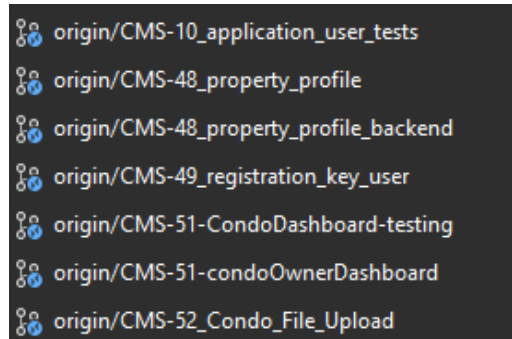 origin/CMS-10_application_user_tests
origin/CMS-48_property_profile
origin/CMS-48_property_profile_backend
origin/CMS-49_registration_key_user
origin/CMS-51-CondoDashboard-testing
origin/CMS-51-condoOwnerDashboard
origin/CMS-52_Condo_File_Upload